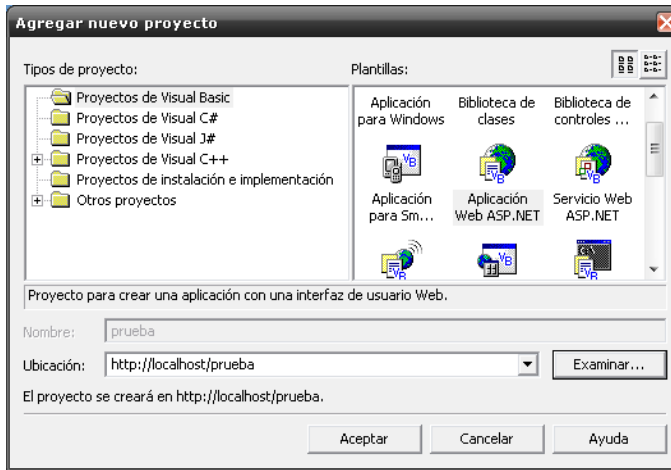 Agregar nuevo proyecto
Tipos de proyecto:
Plantillas:
Proyectos de Visual Basic
Proyectos de Visual C#
Proyectos de Visual J#
Proyectos de Visual C++
Proyectos de instalación e implementación
Otros proyectos
Aplicación
para Windows
Biblioteca de
clases
Biblioteca de
controles ...
Aplicación
para Sm...
Aplicación
Web ASP.NET
Servicio Web
ASP.NET
Proyecto para crear una aplicación con una interfaz de usuario Web.
Nombre:
prueba
Ubicación:
http://localhost/prueba
Examinar...
El proyecto se creará en http://localhost/prueba.
Aceptar
Cancelar
Ayuda